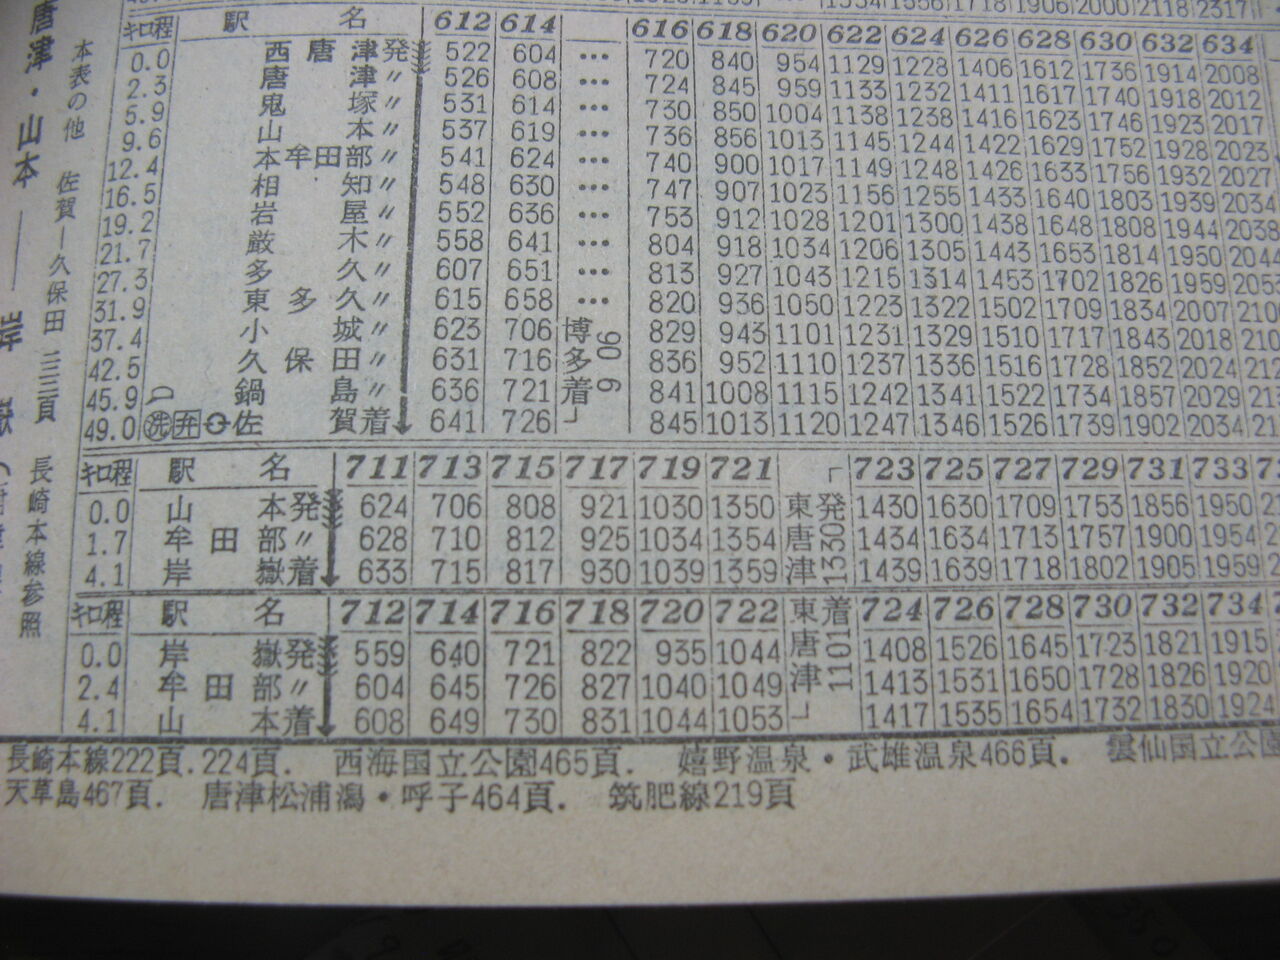 唐津・山本 ―― 岸 嶽
本表の他 佐賀―久保田 三三頁 長崎本線参照
キロ程 駅 名 612 614 616 618 620 622 624 626 628 630 632 634
0.0 西唐津発 522 604 … 720 840 954 1129 1228 1406 1612 1736 1914 2008
2.3 唐津〃 526 608 … 724 845 959 1133 1232 1411 1617 1740 1918 2012
5.9 鬼塚〃 531 614 … 730 850 1004 1138 1238 1416 1623 1746 1923 2017
9.6 山本〃 537 619 … 736 856 1013 1145 1244 1422 1629 1752 1928 2023
12.4 本牟田部〃 541 624 … 740 900 1017 1149 1248 1426 1633 1756 1932 2027
16.5 相知〃 548 630 … 747 907 1023 1156 1255 1433 1640 1803 1939 2034
19.2 岩屋〃 552 636 … 753 912 1028 1201 1300 1438 1648 1808 1944 2038
21.7 厳木〃 558 641 … 804 918 1034 1206 1305 1443 1653 1814 1950 2044
27.3 多久〃 607 651 … 813 927 1043 1215 1314 1453 1702 1826 1959 2053
31.9 東多久〃 615 658 … 820 936 1050 1223 1322 1502 1709 1834 2007 210
37.4 小城〃 623 706 博多着 906 829 943 1101 1231 1329 1510 1717 1843 2018 210
42.5 久保田〃 631 716 836 952 1110 1237 1336 1516 1728 1852 2024 212
45.9 鍋島〃 636 721 841 1008 1115 1242 1341 1522 1734 1857 2029 21
49.0 洗 弁 佐賀着 641 726 845 1013 1120 1247 1346 1526 1739 1902 2034 21
キロ程 駅 名 711 713 715 717 719 721 723 725 727 729 731 733
0.0 山本発 624 706 808 921 1030 1350 東唐津発 1330 1430 1630 1709 1753 1856 1950
1.7 牟田部〃 628 710 812 925 1034 1354 1434 1634 1713 1757 1900 1954
4.1 岸嶽着 633 715 817 930 1039 1359 1439 1639 1718 1802 1905 1959
キロ程 駅 名 712 714 716 718 720 722 東唐津着 1101 724 726 728 730 732 734
0.0 岸嶽発 559 640 721 822 935 1044 1408 1526 1645 1723 1821 1915
2.4 牟田部〃 604 645 726 827 1040 1049 1413 1531 1650 1728 1826 1920
4.1 山本着 608 649 730 831 1044 1053 1417 1535 1654 1732 1830 1924
長崎本線222頁.224頁. 西海国立公園465頁. 嬉野温泉・武雄温泉466頁. 雲仙国立公園
天草島467頁. 唐津松浦潟・呼子464頁. 筑肥線219頁